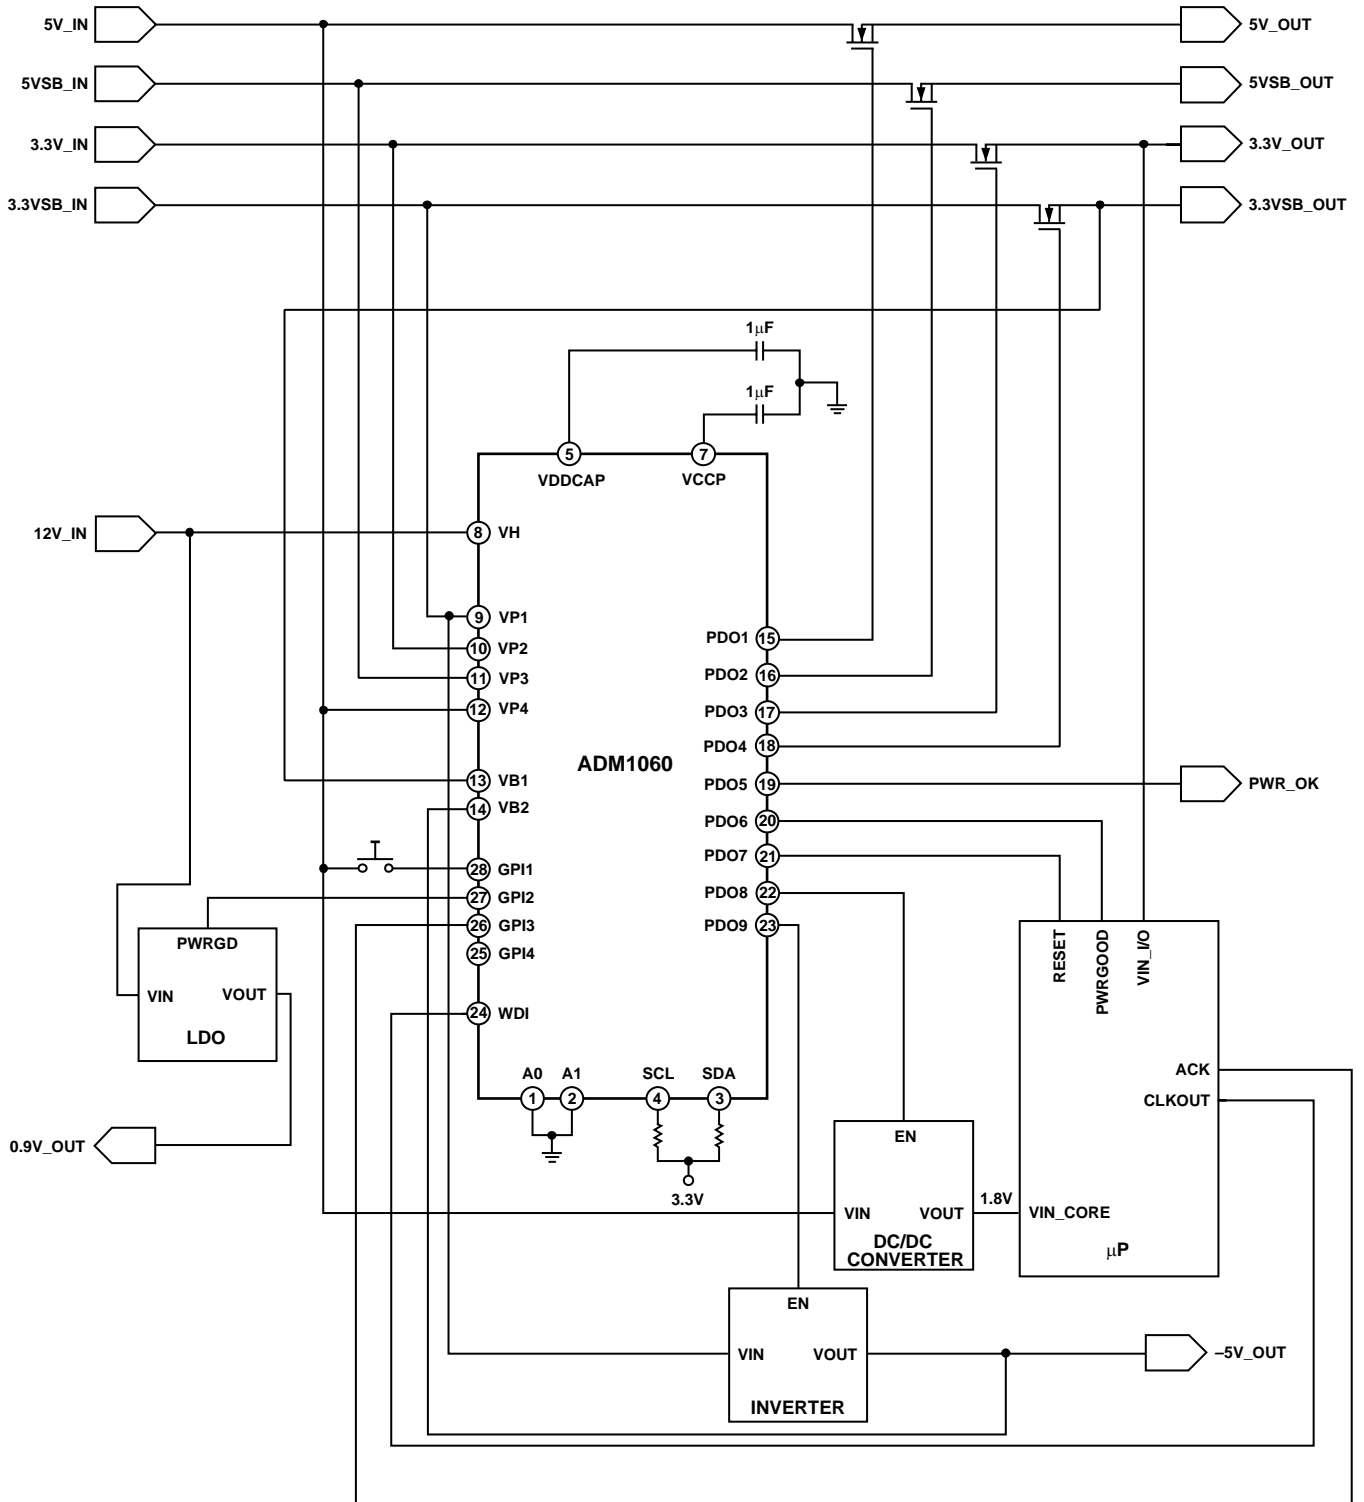 5V_IN
5V_OUT
5VSB_IN
5VSB_OUT
3.3V_IN
3.3V_OUT
3.3VSB_IN
3.3VSB_OUT
1μF
1μF
5
7
VDDCAP
VCCP
12V_IN
8 VH
9 VP1
10 VP2
11 VP3
12 VP4
13 VB1
14 VB2
28 GPI1
27 GPI2
26 GPI3
25 GPI4
24 WDI
ADM1060
PDO1 15
PDO2 16
PDO3 17
PDO4 18
PDO5 19
PDO6 20
PDO7 21
PDO8 22
PDO9 23
PWR_OK
PWRGD
VIN
VOUT
LDO
0.9V_OUT
A0
A1
SCL
SDA
1
2
4
3
3.3V
RESET
PWRGOOD
VIN_I/O
ACK
CLKOUT
VIN_CORE
μP
EN
VIN
VOUT
1.8V
DC/DC
CONVERTER
EN
VIN
VOUT
INVERTER
–5V_OUT